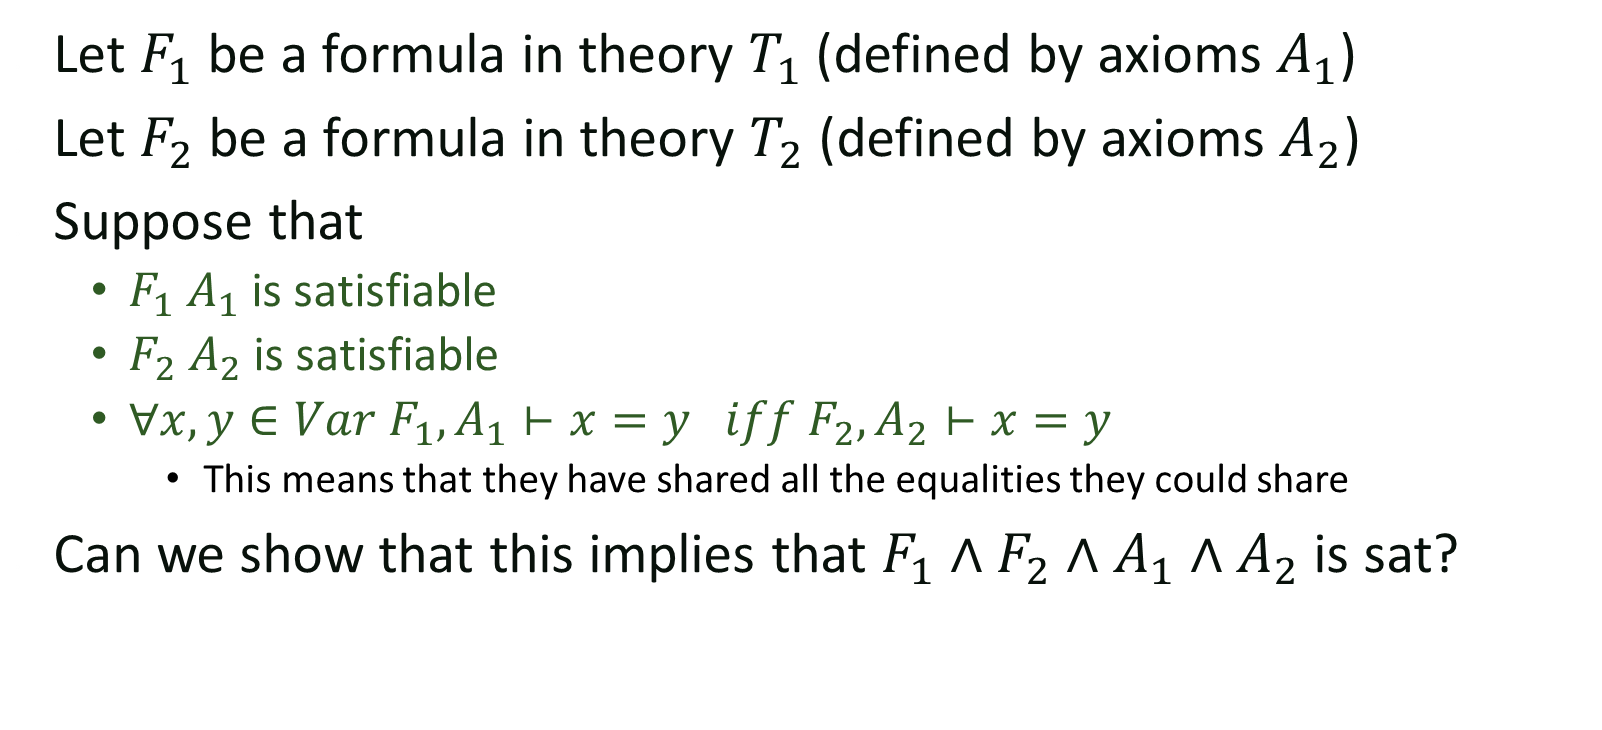 Let 𝐹₁ be a formula in theory 𝑇₁ (defined by axioms 𝐴₁)
Let 𝐹₂ be a formula in theory 𝑇₂ (defined by axioms 𝐴₂)
Suppose that
• 𝐹₁ 𝐴₁ is satisfiable
• 𝐹₂ 𝐴₂ is satisfiable
• ∀𝑥, 𝑦 ∈ 𝑉𝑎𝑟 𝐹₁, 𝐴₁ ⊢ 𝑥 = 𝑦 𝑖𝑓𝑓 𝐹₂, 𝐴₂ ⊢ 𝑥 = 𝑦
• This means that they have shared all the equalities they could share
Can we show that this implies that 𝐹₁ ∧ 𝐹₂ ∧ 𝐴₁ ∧ 𝐴₂ is sat?